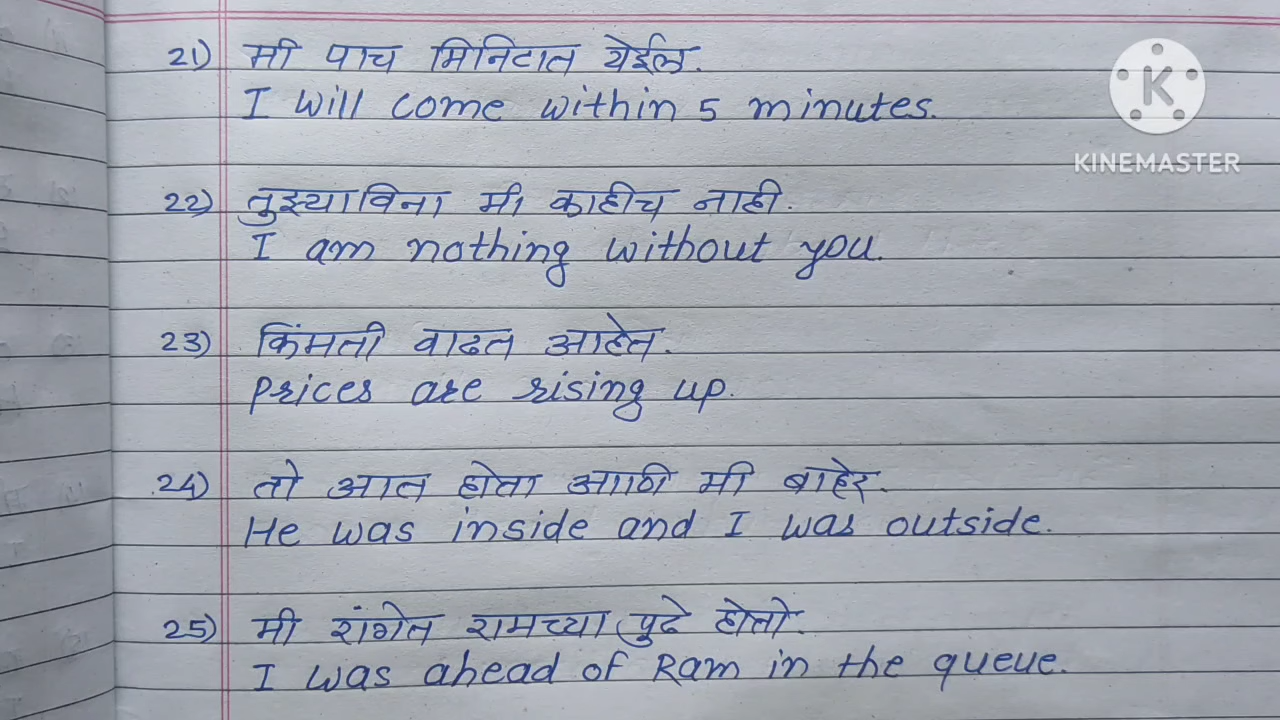 21) मी पाच मिनिटात येईल.
I will come within 5 minutes.
22) तुझ्याविना मी काहीच नाही.
I am nothing without you.
23) किंमती वाढत आहेत.
Prices are rising up.
24) तो आत होता आणि मी बाहेर.
He was inside and I was outside.
25) मी रांगेत रामच्या पुढे होतो.
I was ahead of Ram in the queue.
K
KINEMASTER